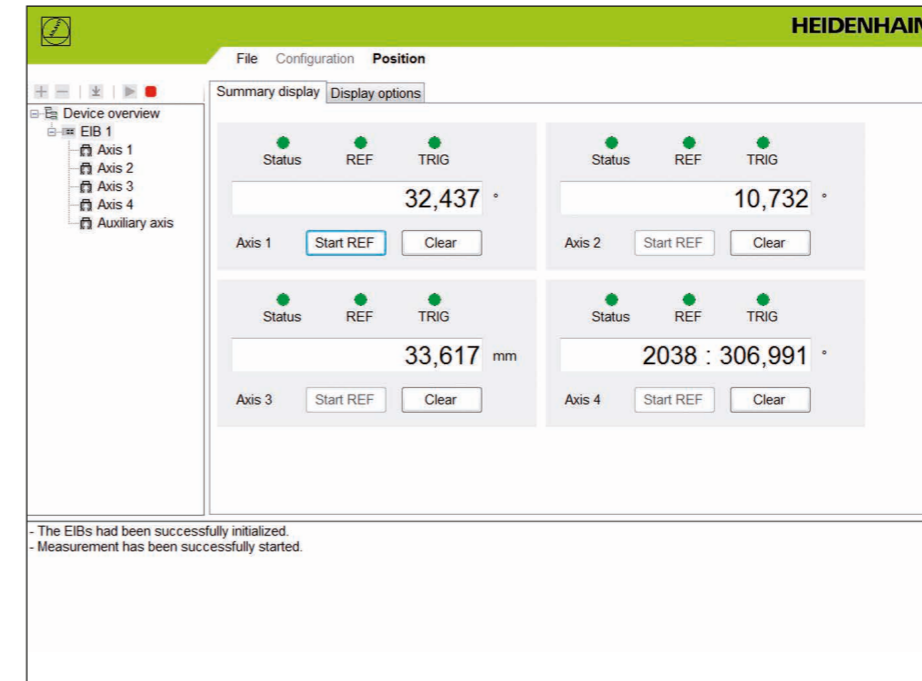 HEIDENHAIN
File Configuration Position
Summary display Display options
Device overview
EIB 1
Axis 1
Axis 2
Axis 3
Axis 4
Auxiliary axis
Status REF TRIG
32,437 °
Axis 1 Start REF Clear
Status REF TRIG
10,732 °
Axis 2 Start REF Clear
Status REF TRIG
33,617 mm
Axis 3 Start REF Clear
Status REF TRIG
2038 : 306,991 °
Axis 4 Start REF Clear
- The EIBs had been successfully initialized.
- Measurement has been successfully started.